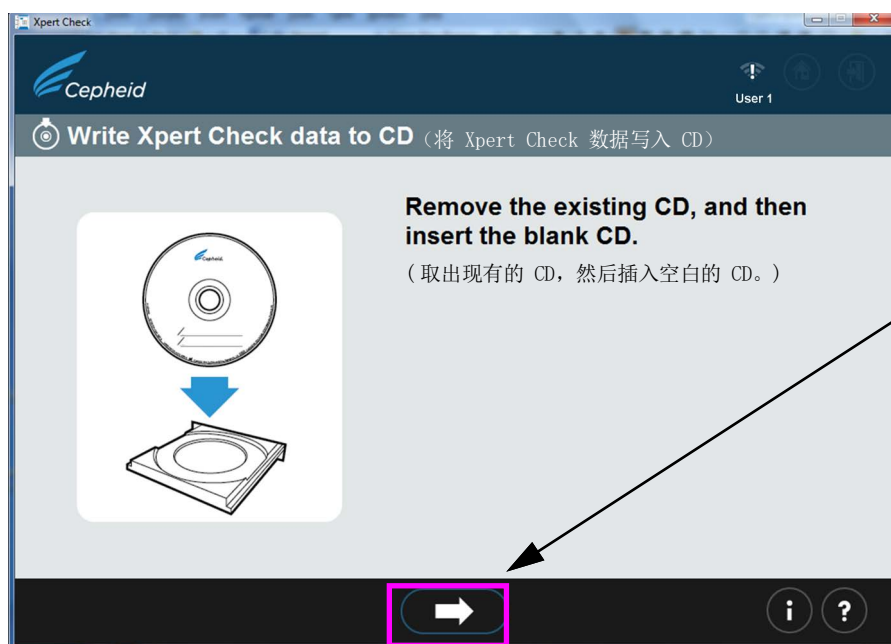 Xpert Check
Cepheid
User 1
Write Xpert Check data to CD (将 Xpert Check 数据写入 CD)
Remove the existing CD, and then
insert the blank CD.
(取出现有的 CD，然后插入空白的 CD。)
Cepheid
i ?